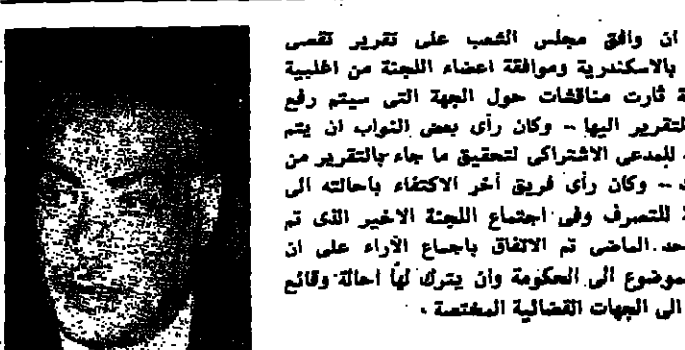 ان وافق مجلس الشعب على تقرير تقصى
بالاسكندرية وموافقة اعضاء اللجنة من اغلبية
ة ثارت مناقشات حول الجهة التى سيتم رفع
لتقرير اليها -- وكان رأى بعض النواب ان يتم
للمدعى الاشتراكى لتحقيق ما جاء بالتقرير من
-- وكان رأى فريق أخر الاكتفاء باحالته الى
للتصرف وفى اجتماع اللجنة الاخير الذى تم
حد الماضى تم الاتفاق باجماع الآراء على ان
موضوع الى الحكومة وان يترك لها احالة وقائع
الى الجهات القضائية المختصة ٠